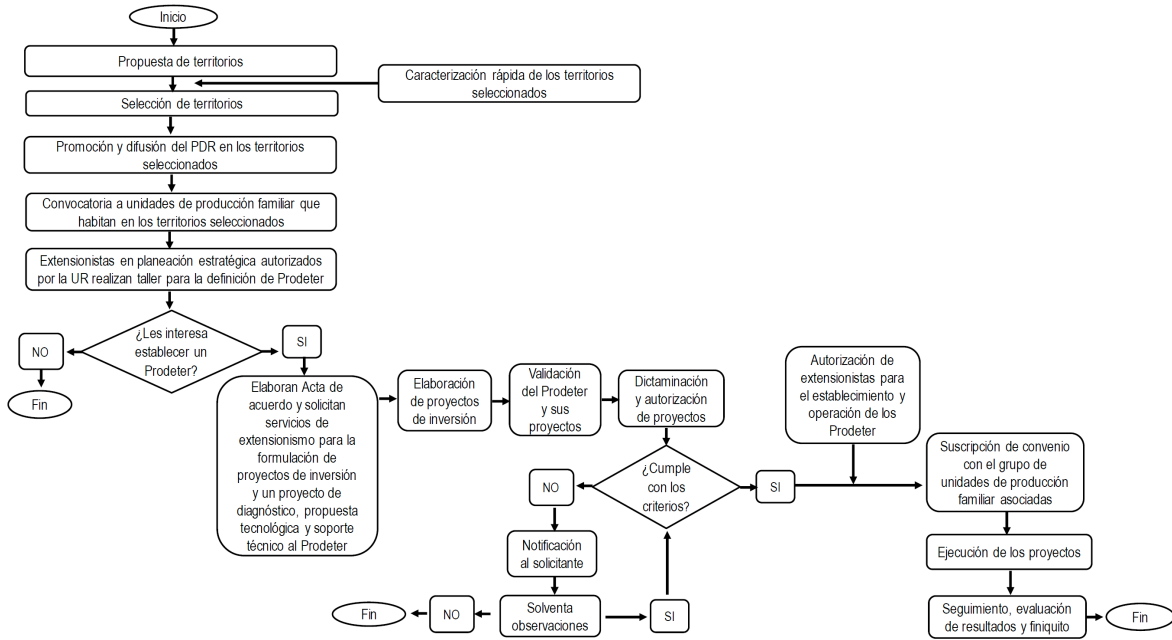 Inicio
Propuesta de territorios
Caracterización rápida de los territorios
seleccionados
Selección de territorios
Promoción y difusión del PDR en los territorios
seleccionados
Convocatoria a unidades de producción familiar que
habitan en los territorios seleccionados
Extensionistas en planeación estratégica autorizados
por la UR realizan taller para la definición de Prodeter
¿Les interesa
establecer un
Prodeter?
NO
Fin
SI
Elaboran Acta de
acuerdo y solicitan
servicios de
extensionismo para la
formulación de
proyectos de inversión
y un proyecto de
diagnóstico, propuesta
tecnológica y soporte
técnico al Prodeter
Elaboración
de proyectos
de inversión
Validación
del Prodeter
y sus
proyectos
Dictaminación
y autorización
de proyectos
¿Cumple
con los
criterios?
NO
Notificación
al solicitante
Solventa
observaciones
NO
Fin
SI
SI
Autorización de
extensionistas para
el establecimiento y
operación de los
Prodeter
Suscripción de convenio
con el grupo de
unidades de producción
familiar asociadas
Ejecución de los proyectos
Seguimiento, evaluación
de resultados y finiquito
Fin